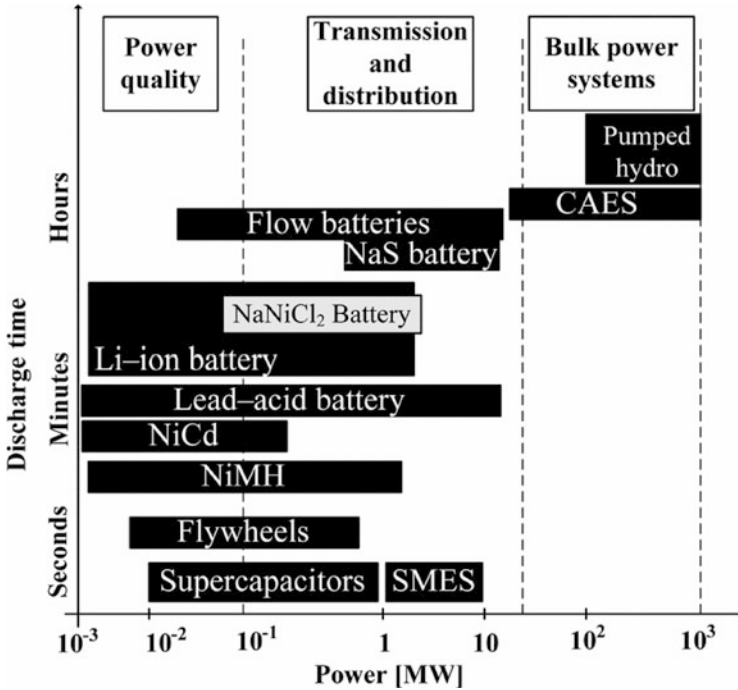 Power
quality
Transmission
and
distribution
Bulk power
systems
Pumped
hydro
CAES
Flow batteries
NaS battery
NaNiCl₂ Battery
Li–ion battery
Lead–acid battery
NiCd
NiMH
Flywheels
Supercapacitors
SMES
Discharge time
Hours
Minutes
Seconds
10⁻³ 10⁻² 10⁻¹ 1 10 10² 10³
Power [MW]